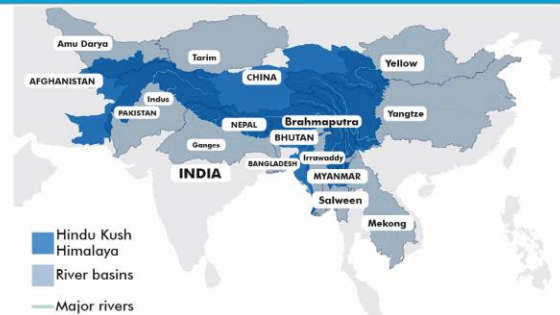 Amu Darya
Tarim
Yellow
AFGHANISTAN
CHINA
Indus
PAKISTAN
Yangtze
NEPAL
Brahmaputra
BHUTAN
Ganges
BANGLADESH
Irrawaddy
INDIA
MYANMAR
Salween
Mekong
Hindu Kush
Himalaya
River basins
Major rivers